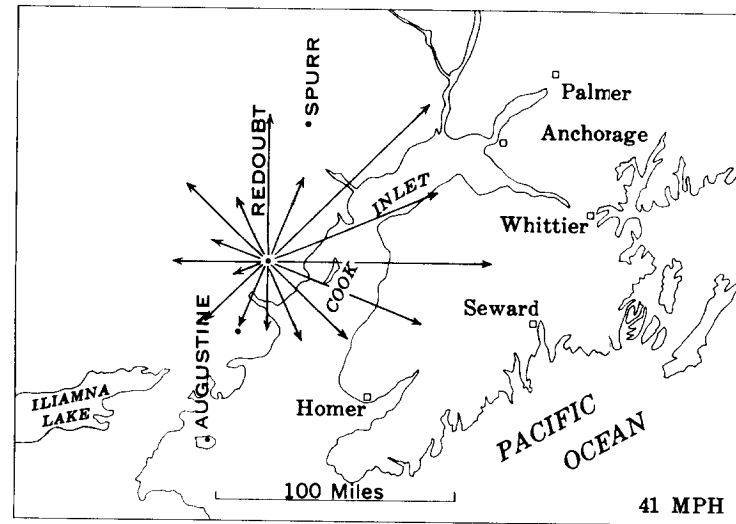 SPURR
REDOUBT
Palmer
Anchorage
INLET
COOK
Whittier
Seward
AUGUSTINE
ILIAMNA
LAKE
Homer
PACIFIC
OCEAN
100 Miles
41 MPH